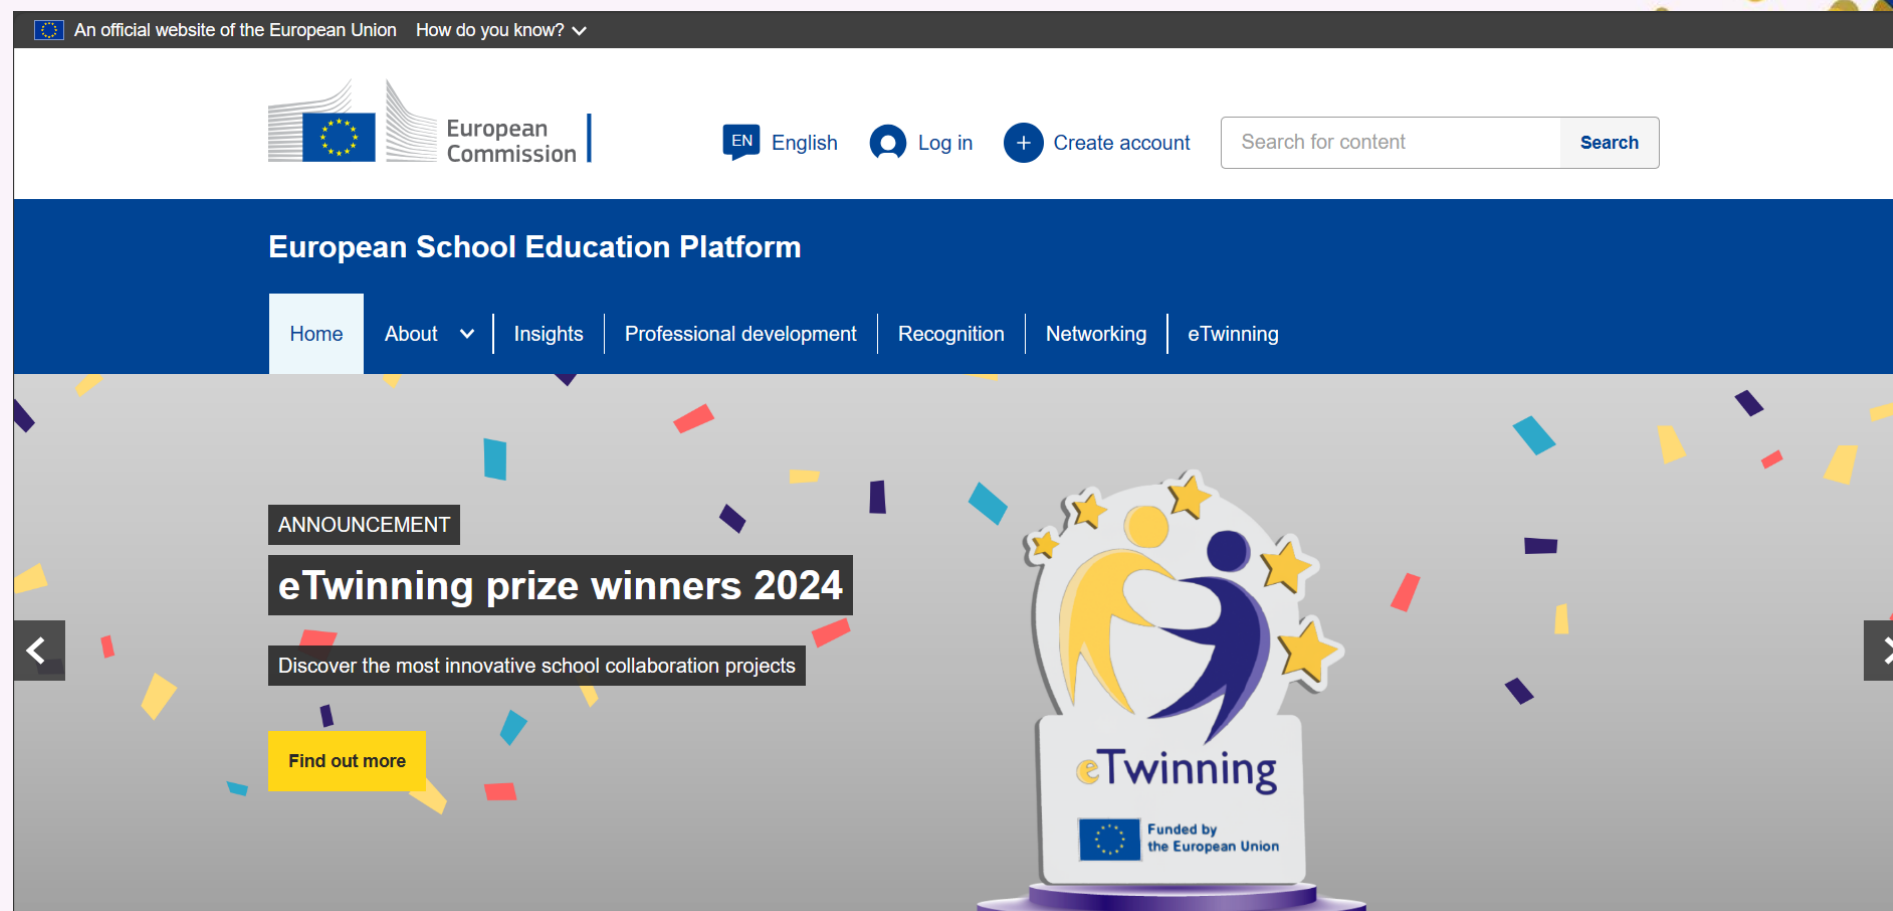 An official website of the European Union How do you know?
European
Commission
EN English Log in Create account Search for content Search
European School Education Platform
Home About Insights Professional development Recognition Networking eTwinning
ANNOUNCEMENT
eTwinning prize winners 2024
Discover the most innovative school collaboration projects
Find out more
eTwinning
Funded by
the European Union